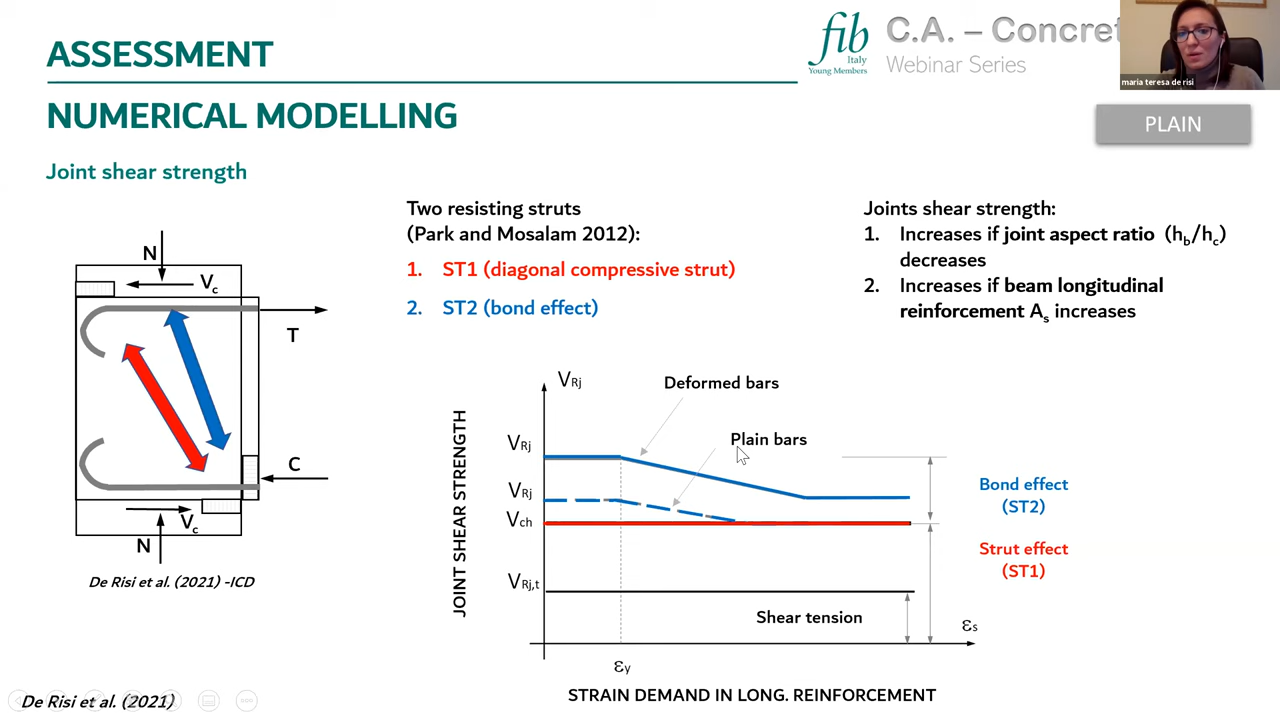 ASSESSMENT
fib
Italy
Young Members
C.A. – Concret
Webinar Series
maria teresa de risi
NUMERICAL MODELLING
PLAIN
Joint shear strength
N
Vc
T
C
Vc
N
De Risi et al. (2021) -ICD
Two resisting struts
(Park and Mosalam 2012):
1. ST1 (diagonal compressive strut)
2. ST2 (bond effect)
Joints shear strength:
1. Increases if joint aspect ratio (hb/hc)
decreases
2. Increases if beam longitudinal
reinforcement As increases
JOINT SHEAR STRENGTH
VRj
Deformed bars
Plain bars
VRj
VRj
Vch
VRj,t
Bond effect
(ST2)
Strut effect
(ST1)
Shear tension
εs
εy
STRAIN DEMAND IN LONG. REINFORCEMENT
De Risi et al. (2021)